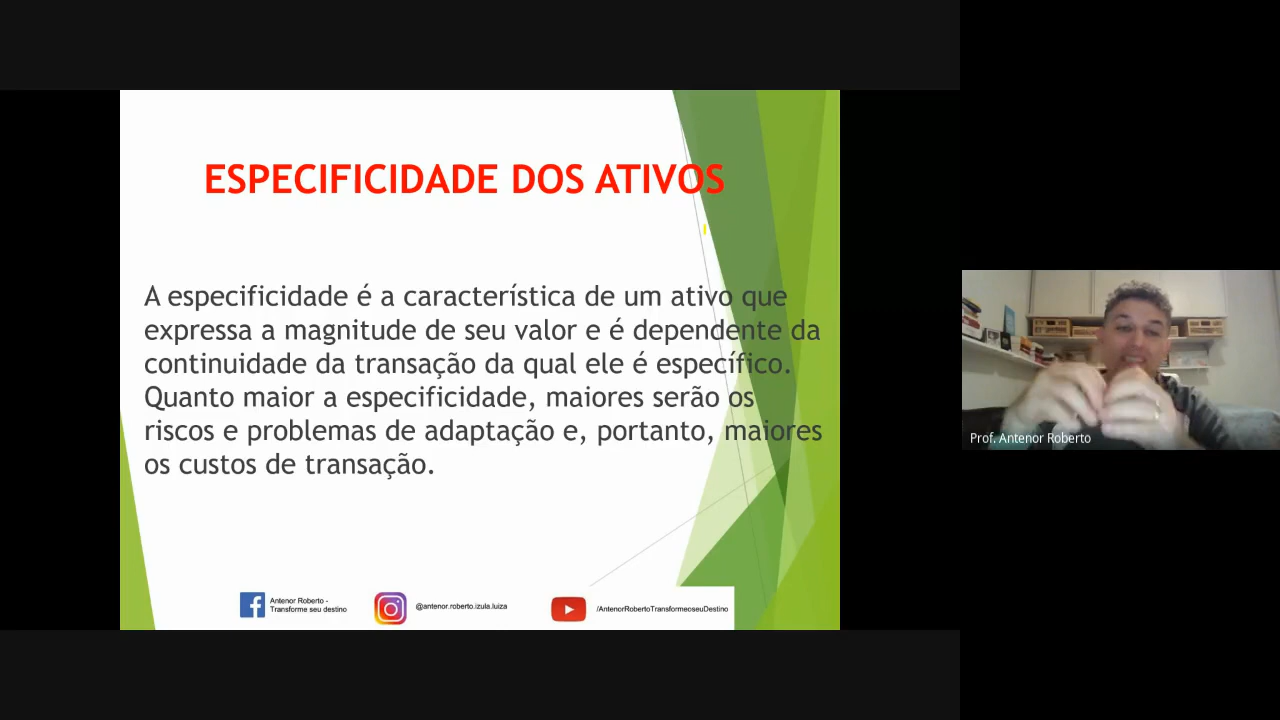 ESPECIFICIDADE DOS ATIVOS
A especificidade é a característica de um ativo que
expressa a magnitude de seu valor e é dependente da
continuidade da transação da qual ele é específico.
Quanto maior a especificidade, maiores serão os
riscos e problemas de adaptação e, portanto, maiores
os custos de transação.
Antenor Roberto -
Transforme seu destino
@antenor.roberto.izula.luiza
/AntenorRobertoTransformeoseuDestino
Prof. Antenor Roberto